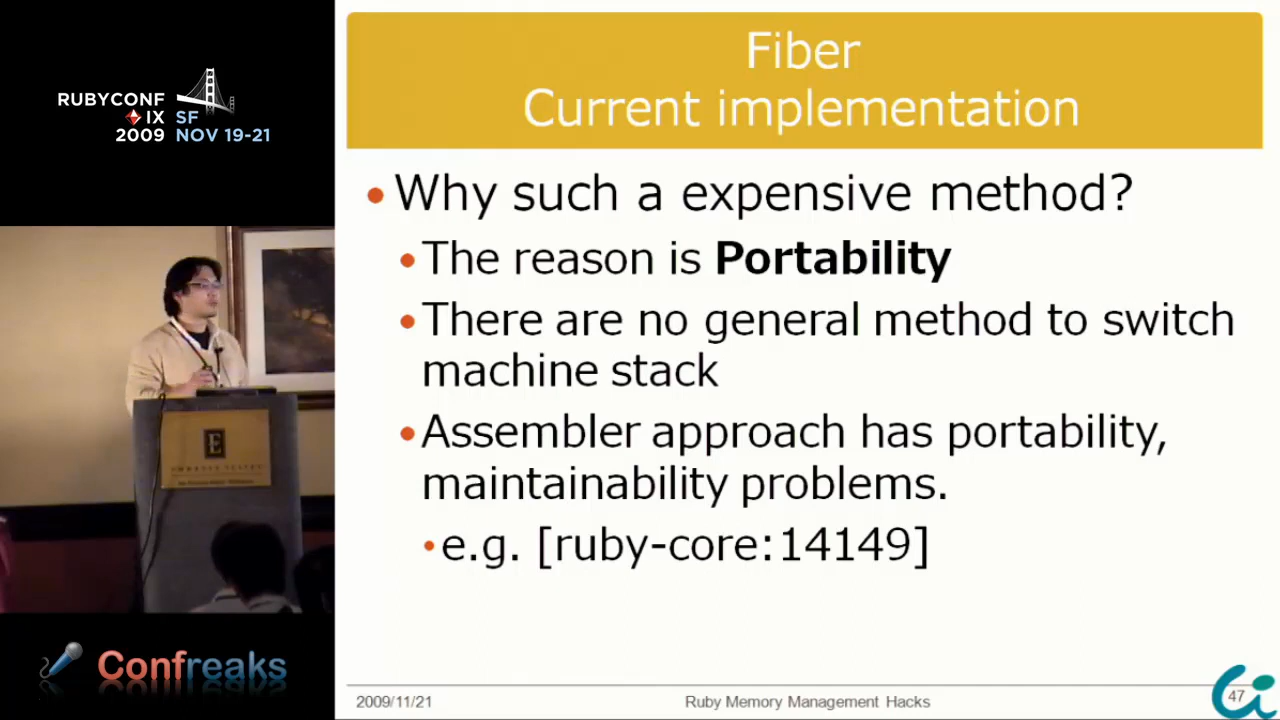 RUBYCONF
IX SF
2009 NOV 19-21
Fiber
Current implementation
Why such a expensive method?
The reason is Portability
There are no general method to switch
machine stack
Assembler approach has portability,
maintainability problems.
e.g. [ruby-core:14149]
E
EMBASSY SUITES
Confreaks
2009/11/21
Ruby Memory Management Hacks
47